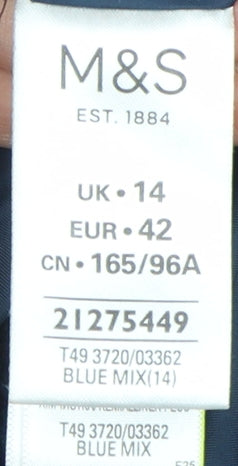 M&S
EST. 1884
UK • 14
EUR • 42
CN • 165/96A
21275449
T49 3720/03362
BLUE MIX(14)
T49 3720/03362
BLUE MIX